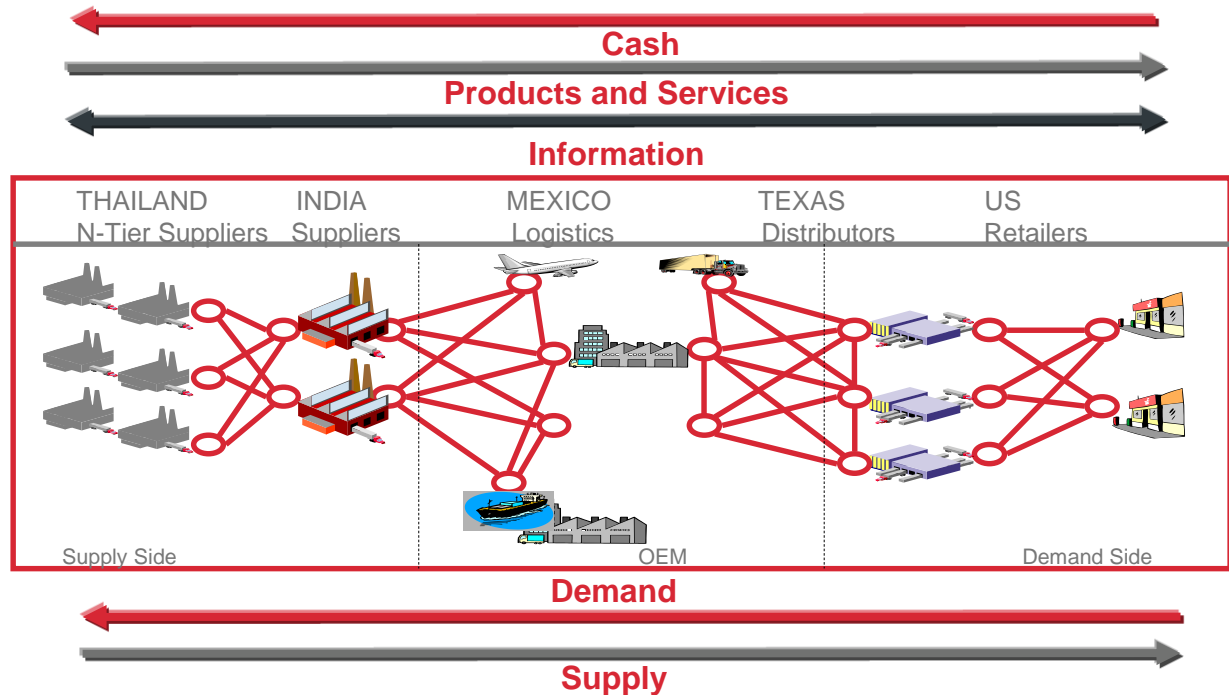 Cash
Products and Services
Information
THAILAND INDIA MEXICO TEXAS US
N-Tier Suppliers Suppliers Logistics Distributors Retailers
Supply Side OEM Demand Side
Demand
Supply